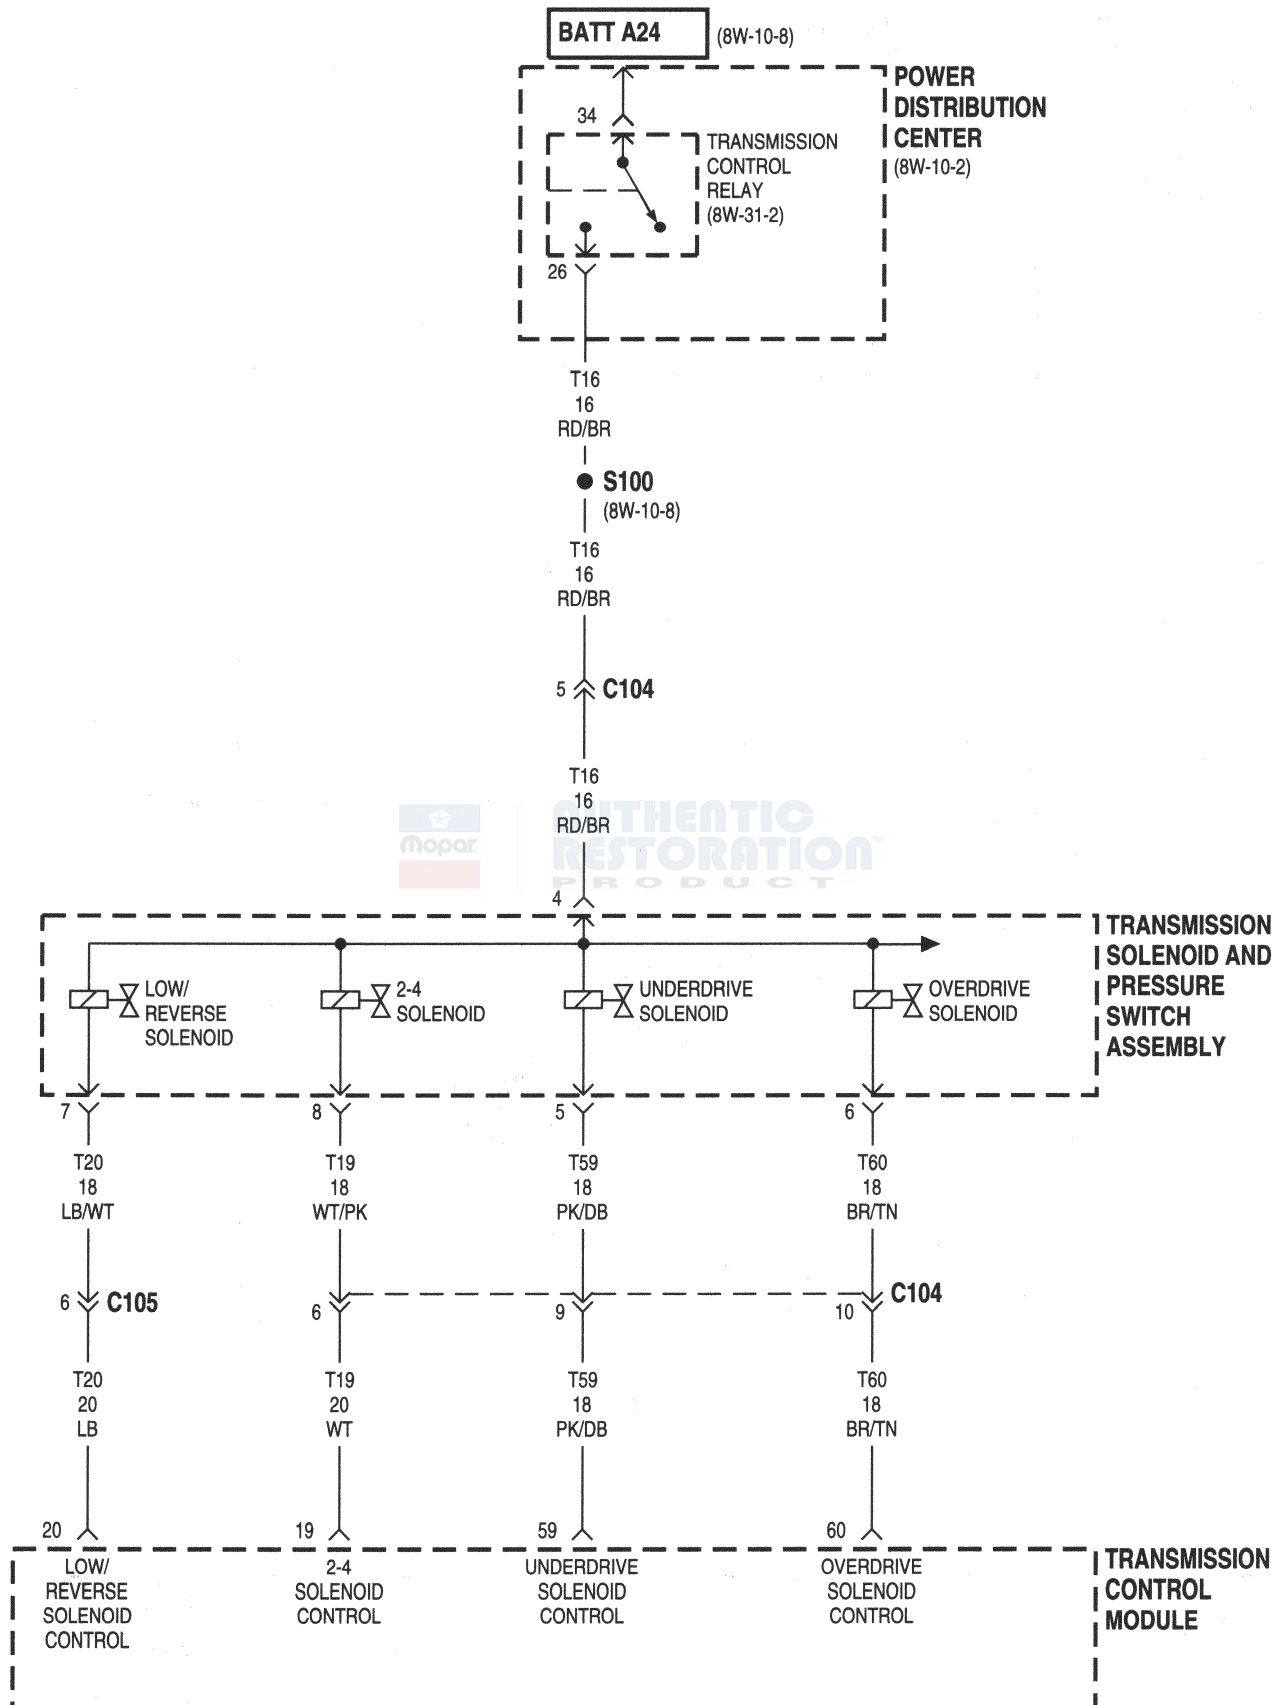 BATT A24
(8W-10-8)
POWER
DISTRIBUTION
CENTER
(8W-10-2)
34
TRANSMISSION
CONTROL
RELAY
(8W-31-2)
26
T16
16
RD/BR
S100
(8W-10-8)
T16
16
RD/BR
5
C104
T16
16
RD/BR
mopar
AUTHENTIC
RESTORATION™
PRODUCT
4
TRANSMISSION
SOLENOID AND
PRESSURE
SWITCH
ASSEMBLY
LOW/
REVERSE
SOLENOID
2-4
SOLENOID
UNDERDRIVE
SOLENOID
OVERDRIVE
SOLENOID
7
8
5
6
T20
18
LB/WT
T19
18
WT/PK
T59
18
PK/DB
T60
18
BR/TN
6
C105
6
9
10
C104
T20
20
LB
T19
20
WT
T59
18
PK/DB
T60
18
BR/TN
20
19
59
60
LOW/
REVERSE
SOLENOID
CONTROL
2-4
SOLENOID
CONTROL
UNDERDRIVE
SOLENOID
CONTROL
OVERDRIVE
SOLENOID
CONTROL
TRANSMISSION
CONTROL
MODULE